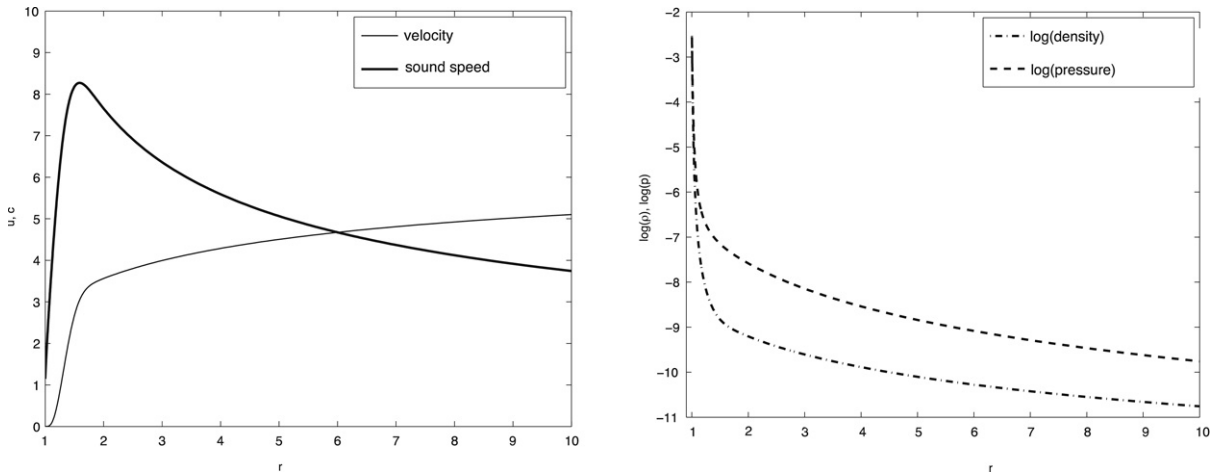 10
9
8
7
6
5
4
3
2
1
0
u, c
velocity
sound speed
1 2 3 4 5 6 7 8 9 10
r
−2
−3
−4
−5
−6
−7
−8
−9
−10
−11
log(ρ), log(p)
log(density)
log(pressure)
1 2 3 4 5 6 7 8 9 10
r